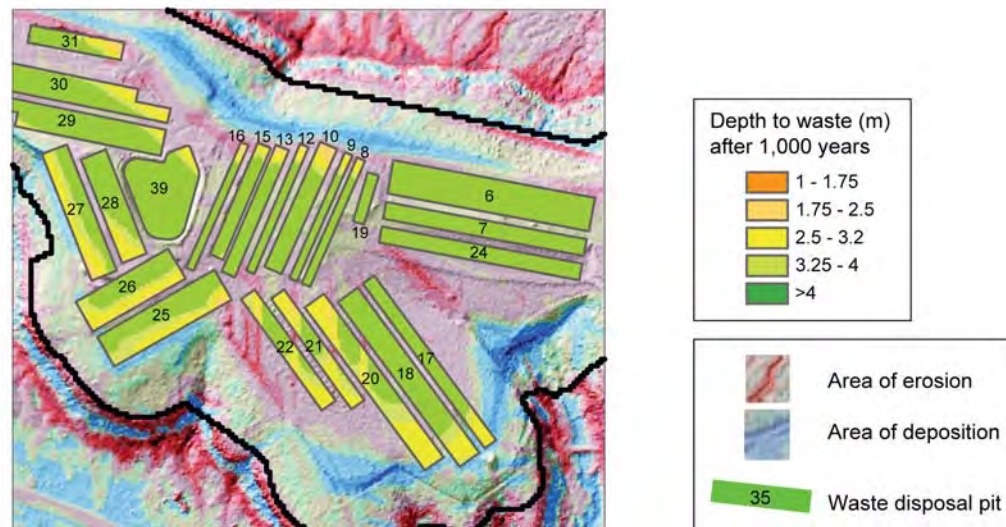 31
30
29
16 15 13 12 10 9 8
39
28
27
6
7
19
24
26
25
22
21
20
18
17
Depth to waste (m)
after 1,000 years
1 - 1.75
1.75 - 2.5
2.5 - 3.2
3.25 - 4
>4
Area of erosion
Area of deposition
35
Waste disposal pit